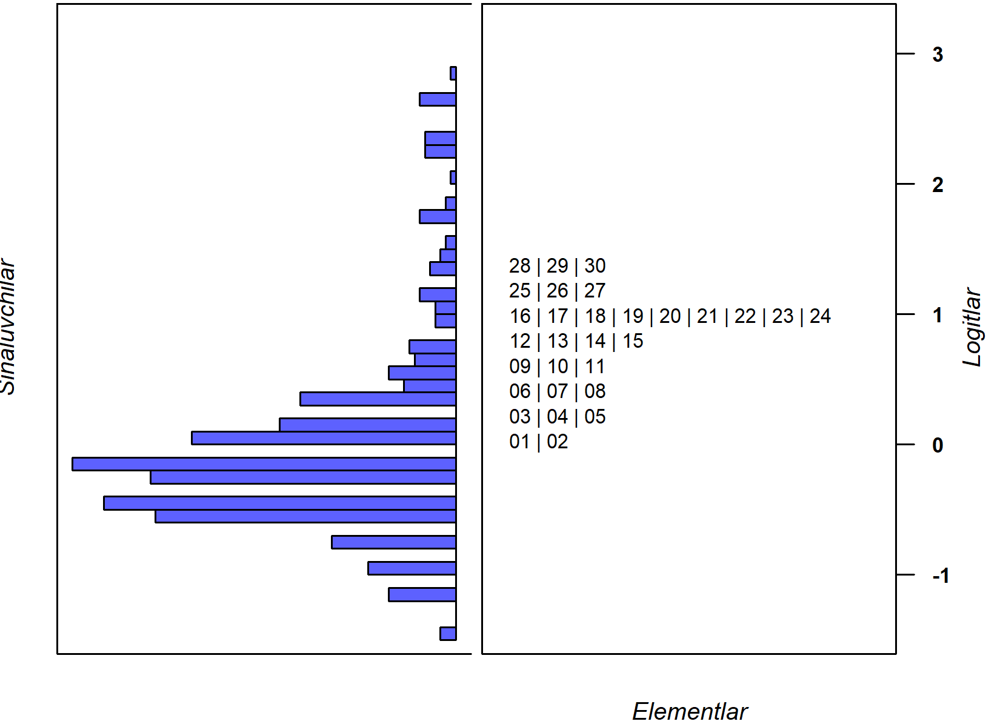 Sinaluvchilar
28 | 29 | 30
25 | 26 | 27
16 | 17 | 18 | 19 | 20 | 21 | 22 | 23 | 24
12 | 13 | 14 | 15
09 | 10 | 11
06 | 07 | 08
03 | 04 | 05
01 | 02
3
2
1
0
-1
Logitlar
Elementlar